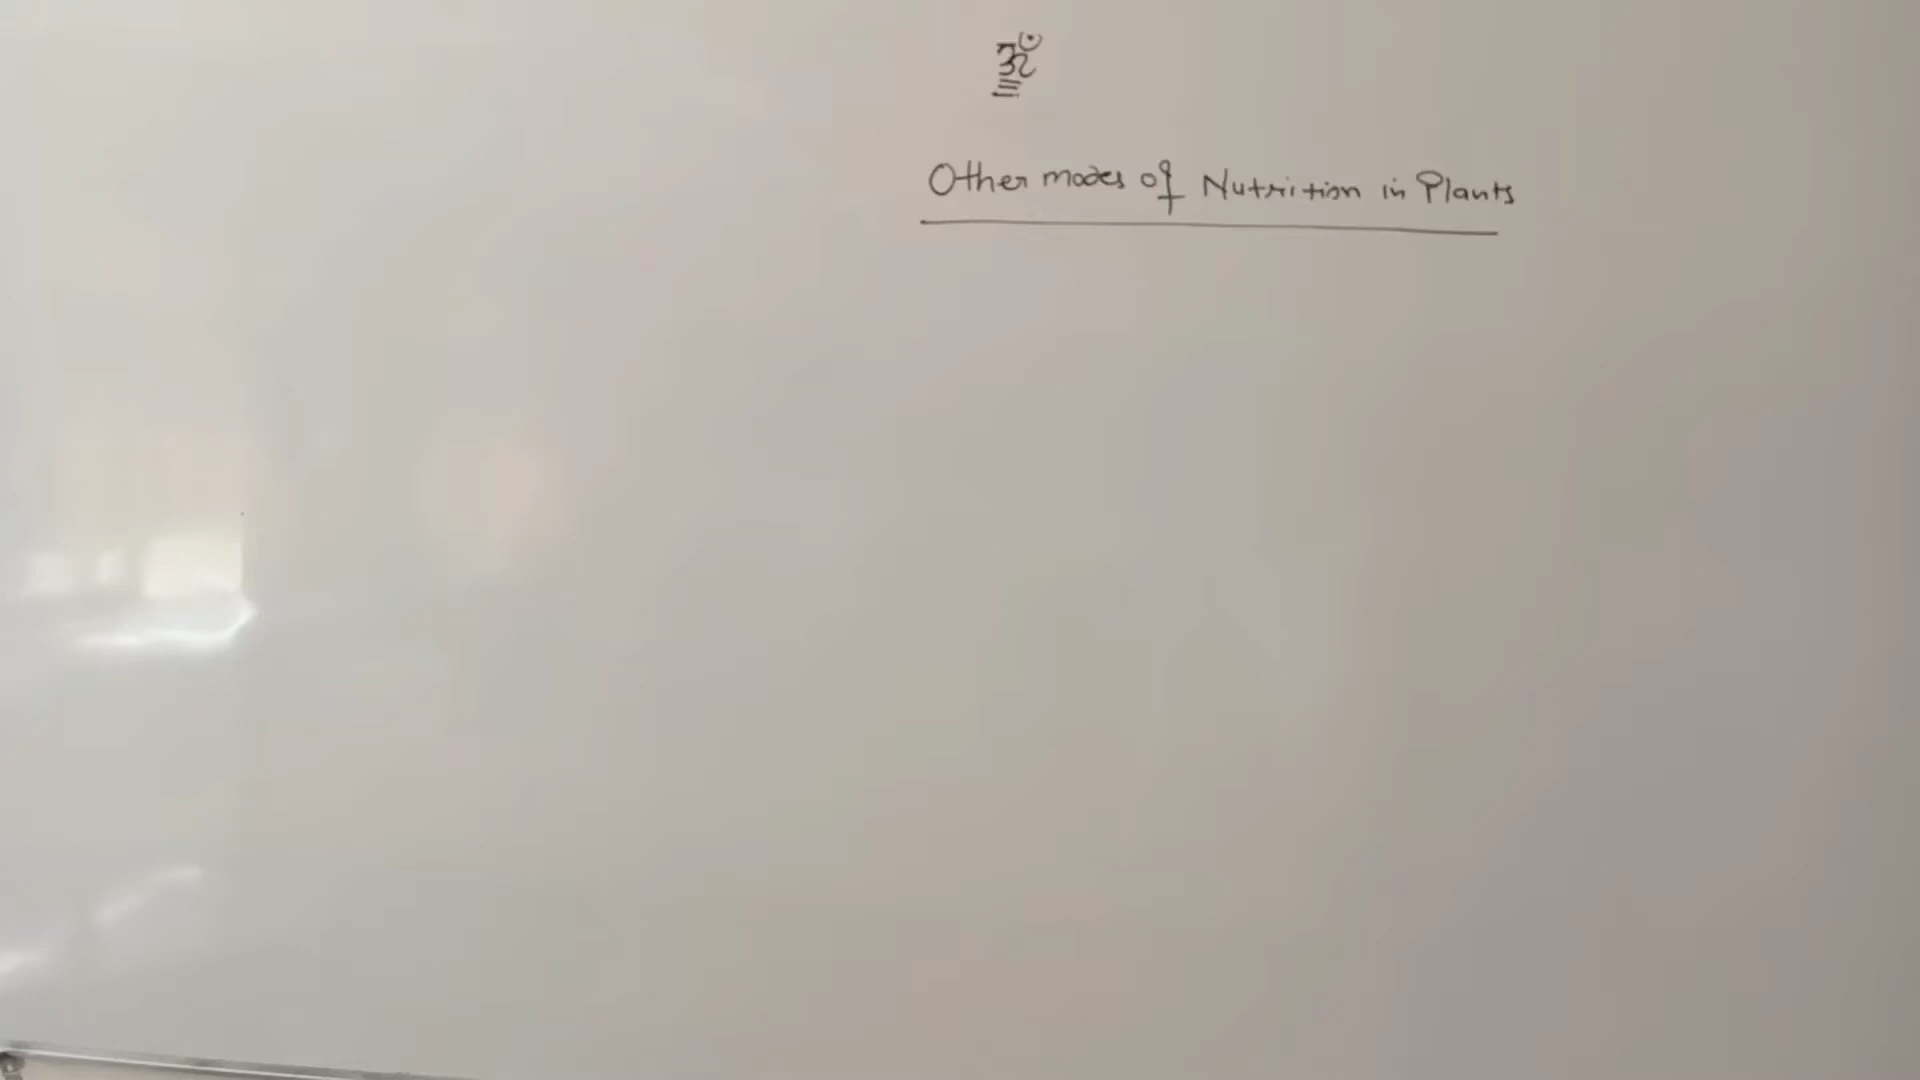 ॐ
Other modes of Nutrition in Plants